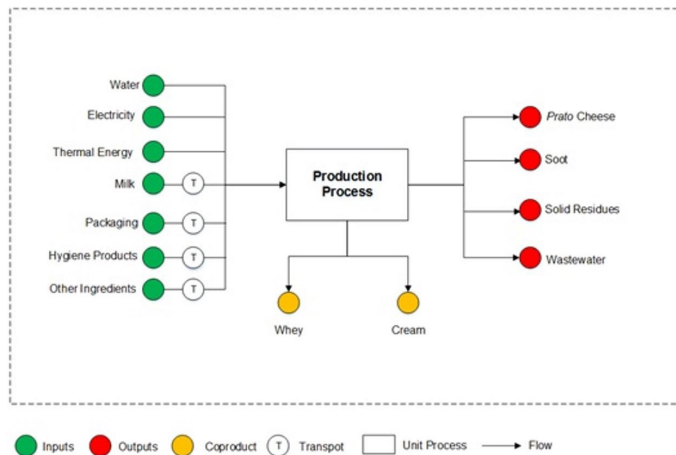 Water
Electricity
Thermal Energy
Milk
T
Packaging
T
Hygiene Products
T
Other Ingredients
T
Production
Process
Prato Cheese
Soot
Solid Residues
Wastewater
Whey
Cream
Inputs
Outputs
Coproduct
T
Transpot
Unit Process
Flow